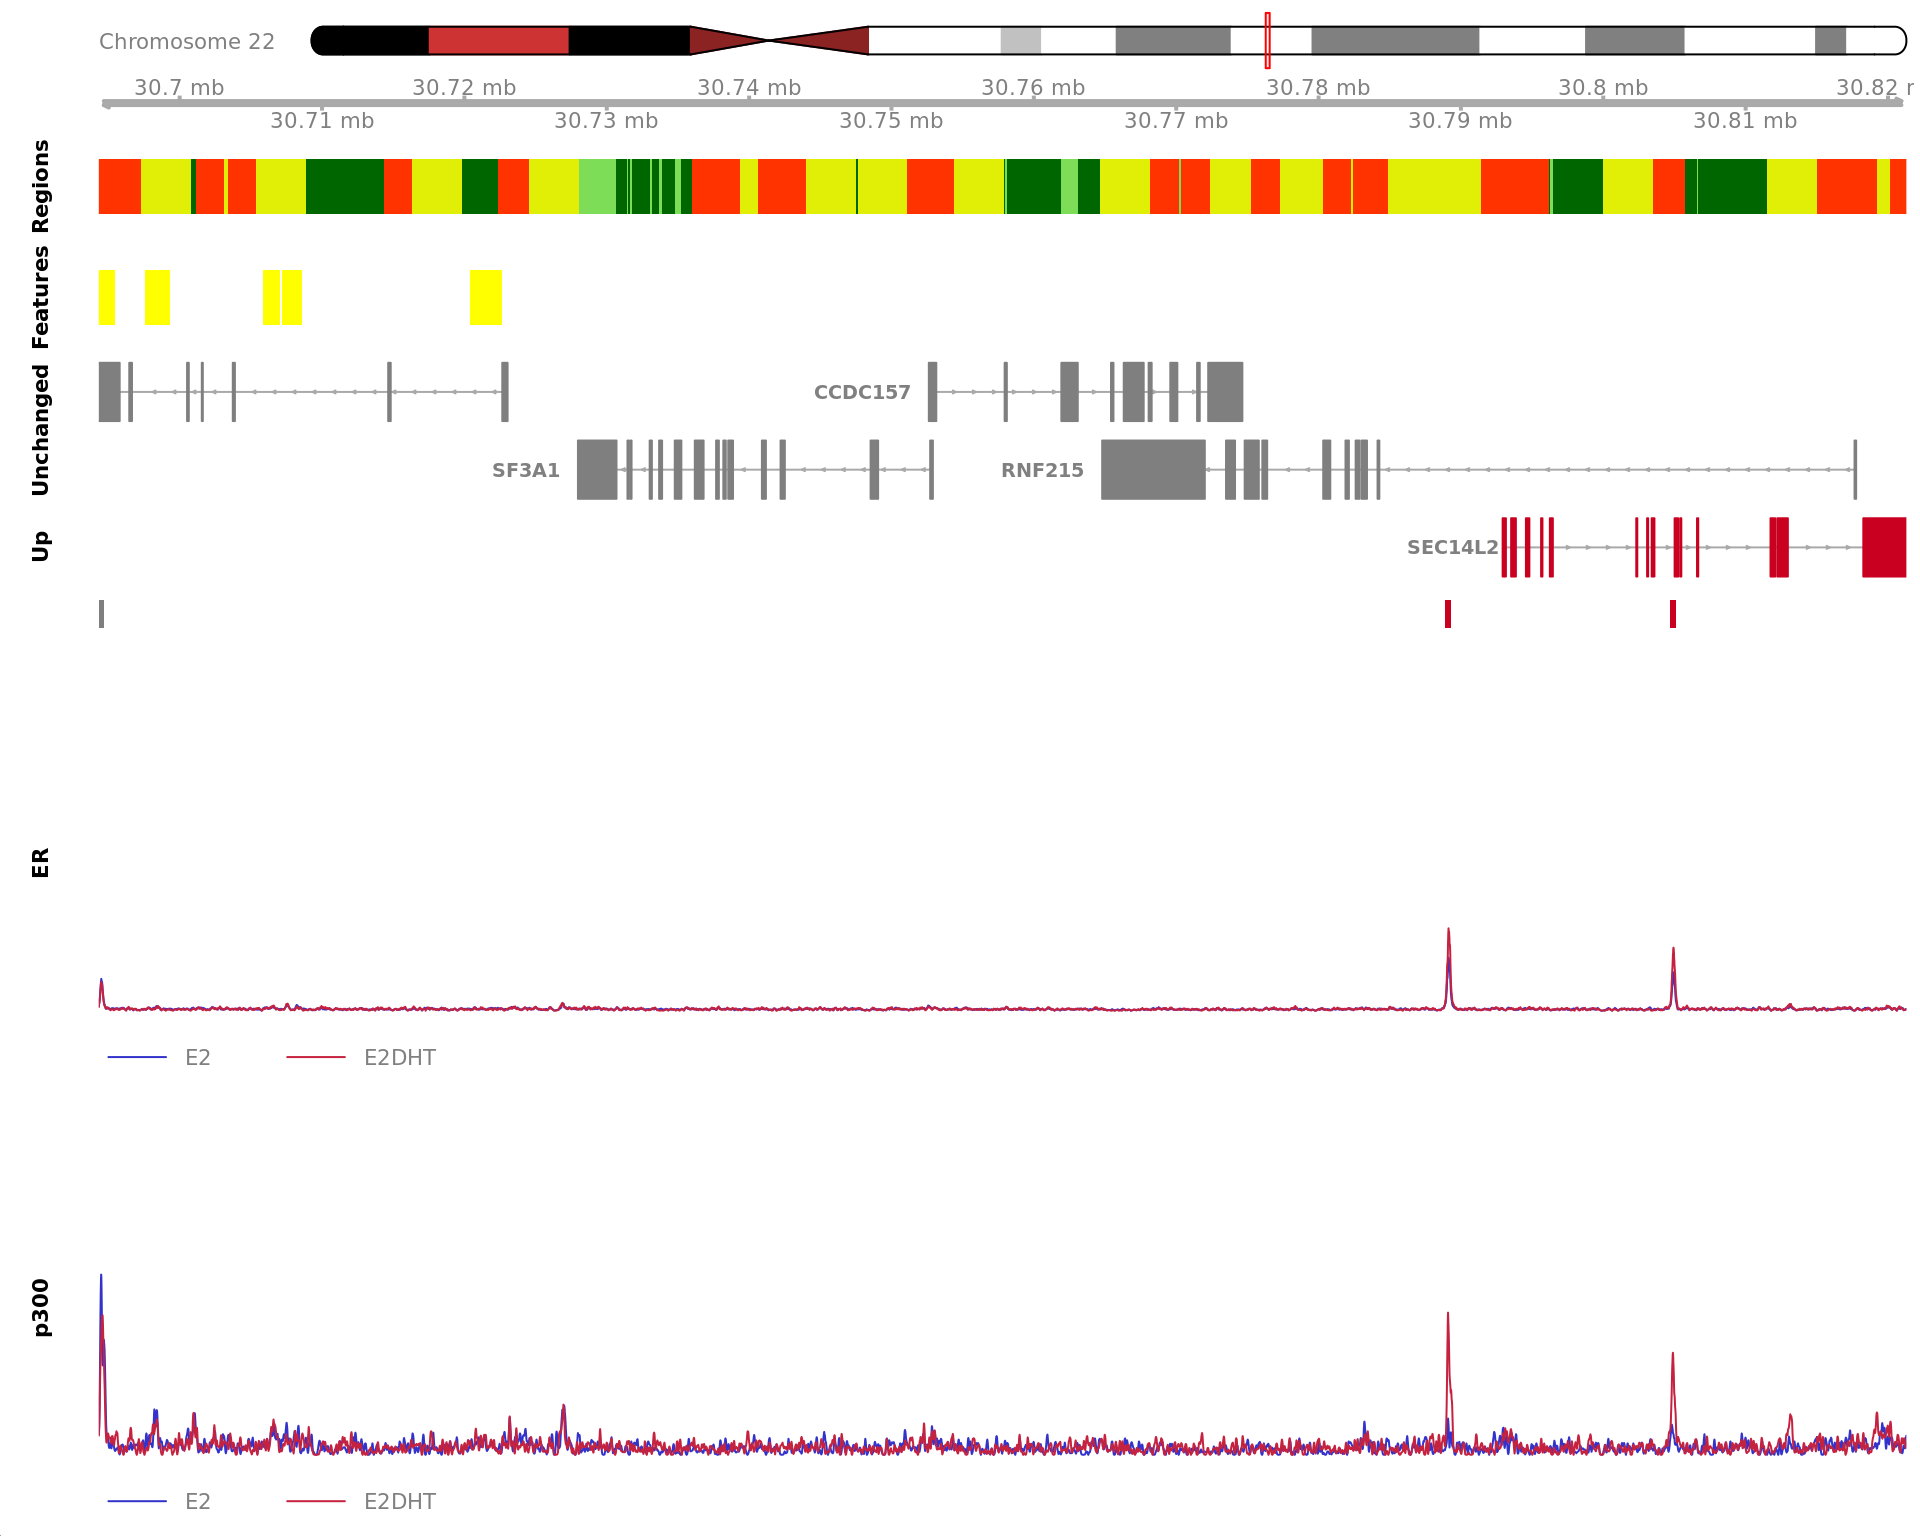 Chromosome 22
30.7 mb 30.72 mb 30.74 mb 30.76 mb 30.78 mb 30.8 mb 30.82
30.71 mb 30.73 mb 30.75 mb 30.77 mb 30.79 mb 30.81 mb
Regions
Features
Unchanged
CCDC157
SF3A1 RNF215
Up
SEC14L2
ER
E2 E2DHT
p300
E2 E2DHT